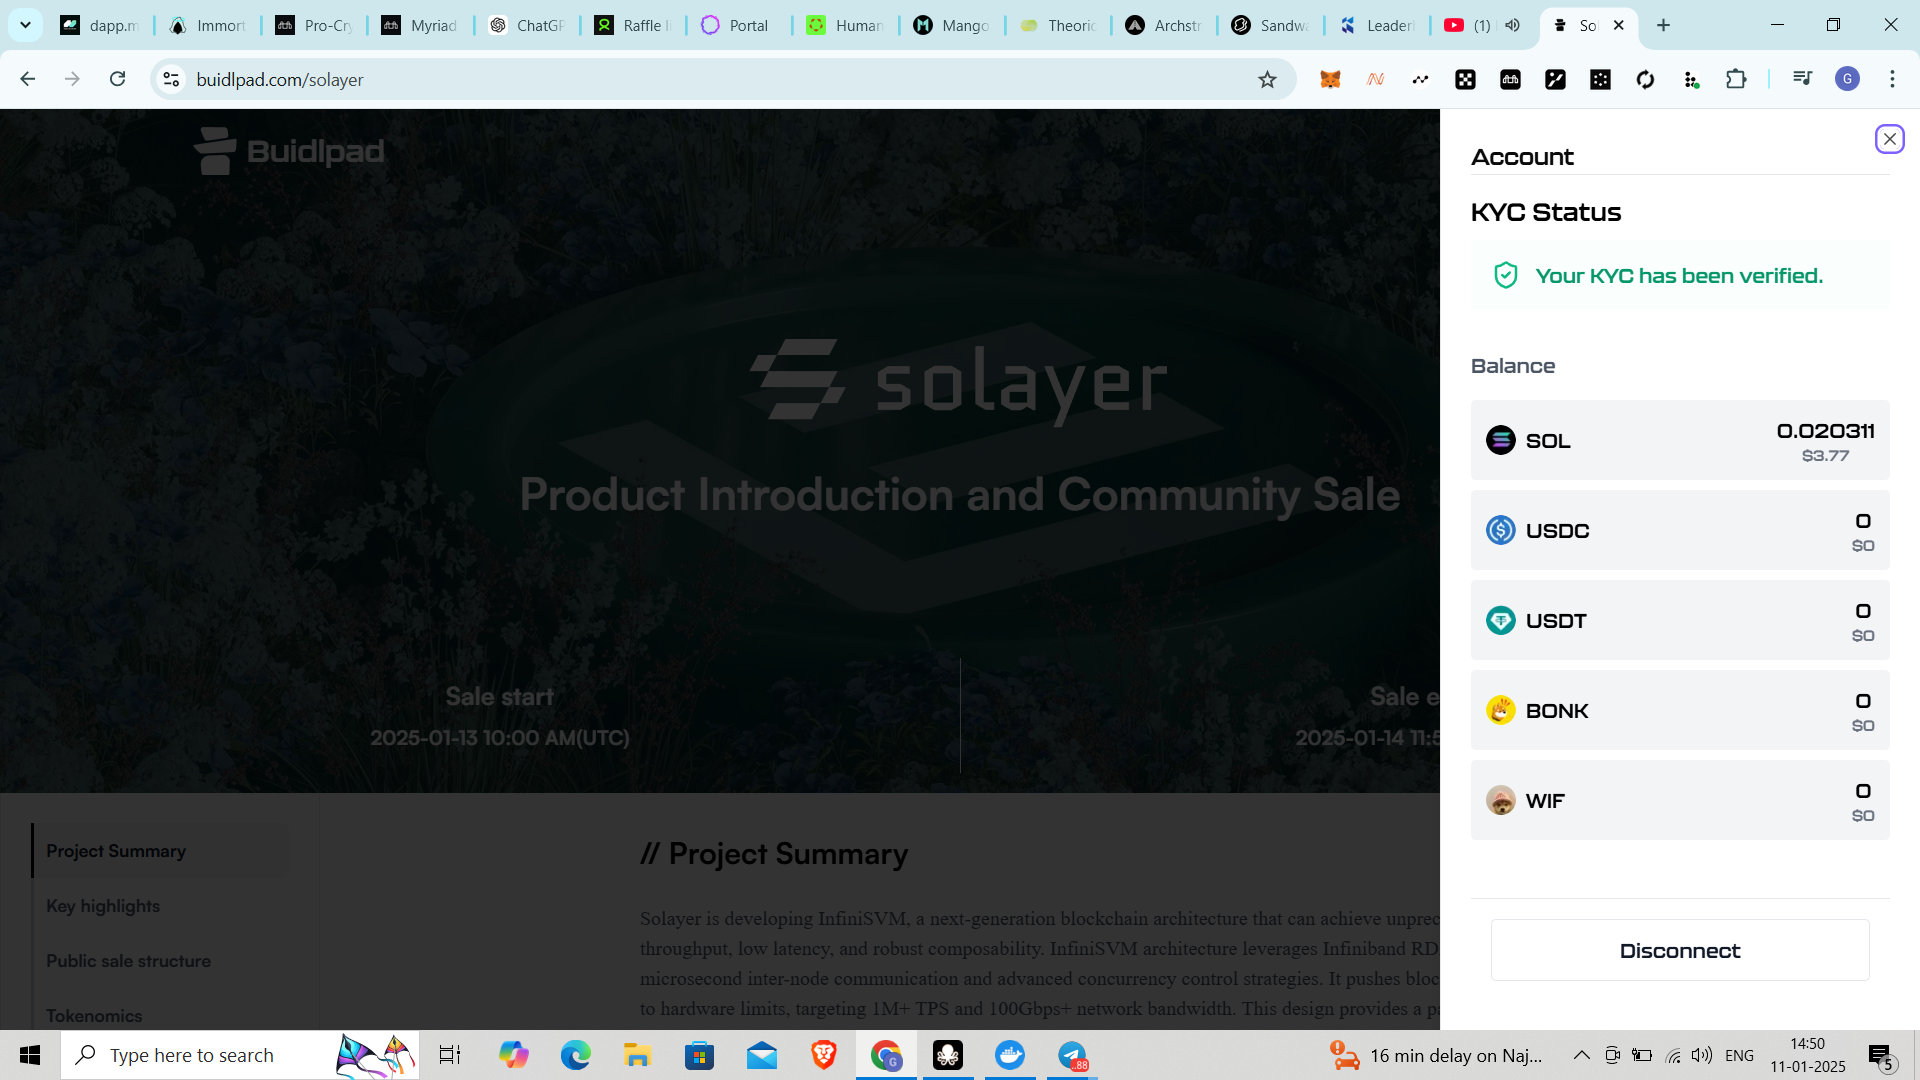 dapp.m
Immort
Pro-Cry
Myriad
ChatGP
Raffle li
Portal
Human
Mango
Theoric
Archstr
Sandwa
Leaderl
(1)
So
buidlpad.com/solayer
G
Buidlpad
solayer
Product Introduction and Community Sale
Sale start
2025-01-13 10:00 AM(UTC)
Sale e
2025-01-14 11:5
Project Summary
Key highlights
Public sale structure
Tokenomics
// Project Summary
Solayer is developing InfiniSVM, a next-generation blockchain architecture that can achieve unprec
throughput, low latency, and robust composability. InfiniSVM architecture leverages Infiniband RD
microsecond inter-node communication and advanced concurrency control strategies. It pushes bloc
to hardware limits, targeting 1M+ TPS and 100Gbps+ network bandwidth. This design provides a pa
Account
KYC Status
Your KYC has been verified.
Balance
SOL
0.020311
$3.77
USDC
0
$0
USDT
0
$0
BONK
0
$0
WIF
0
$0
Disconnect
Type here to search
G
..88
16 min delay on Naj...
ENG
14:50
11-01-2025
5